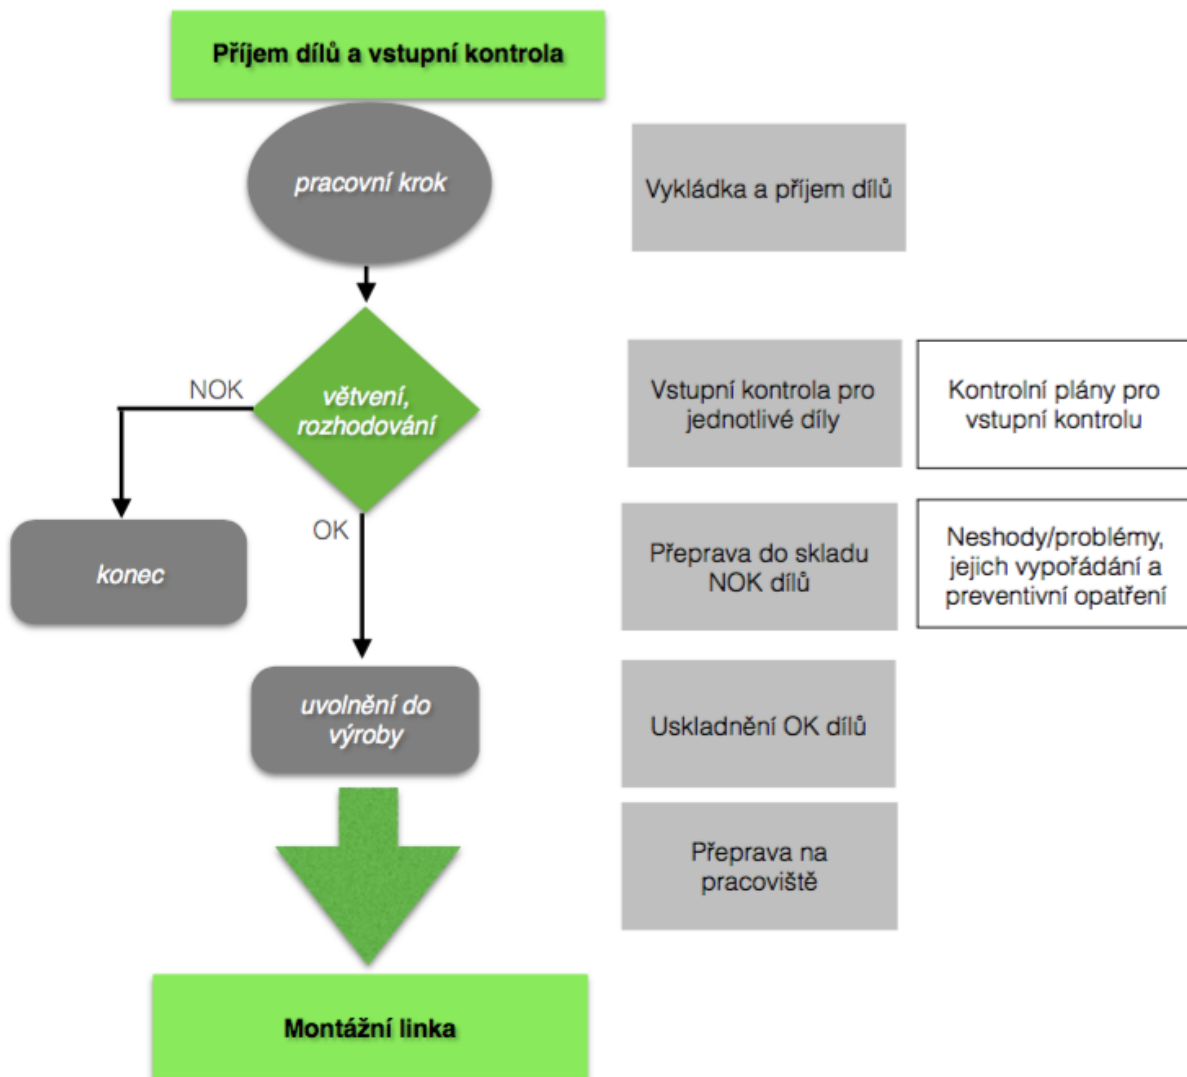 Příjem dílů a vstupní kontrola
pracovní krok
Vykládka a příjem dílů
větvení,
rozhodování
NOK
OK
Vstupní kontrola pro
jednotlivé díly
Kontrolní plány pro
vstupní kontrolu
konec
Přeprava do skladu
NOK dílů
Neshody/problémy,
jejich vypořádání a
preventivní opatření
uvolnění do
výroby
Uskladnění OK dílů
Přeprava na
pracoviště
Montážní linka